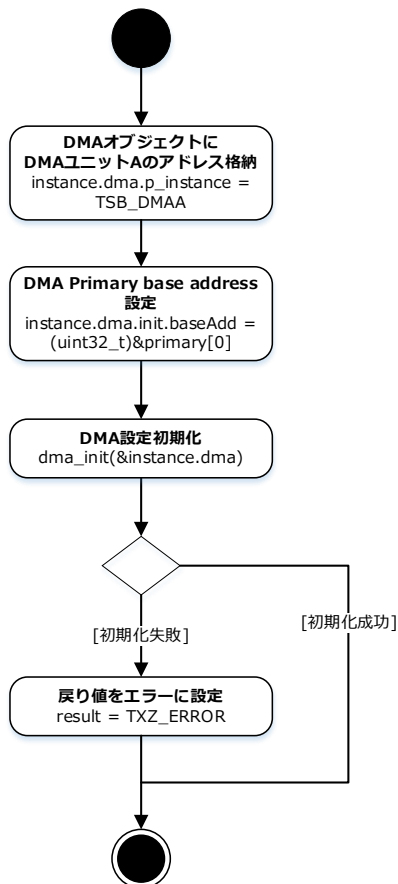 DMAオブジェクトに
DMAユニットAのアドレス格納
instance.dma.p_instance =
TSB_DMAA
DMA Primary base address
設定
instance.dma.init.baseAdd =
(uint32_t)&primary[0]
DMA設定初期化
dma_init(&instance.dma)
[初期化失敗]
[初期化成功]
戻り値をエラーに設定
result = TXZ_ERROR